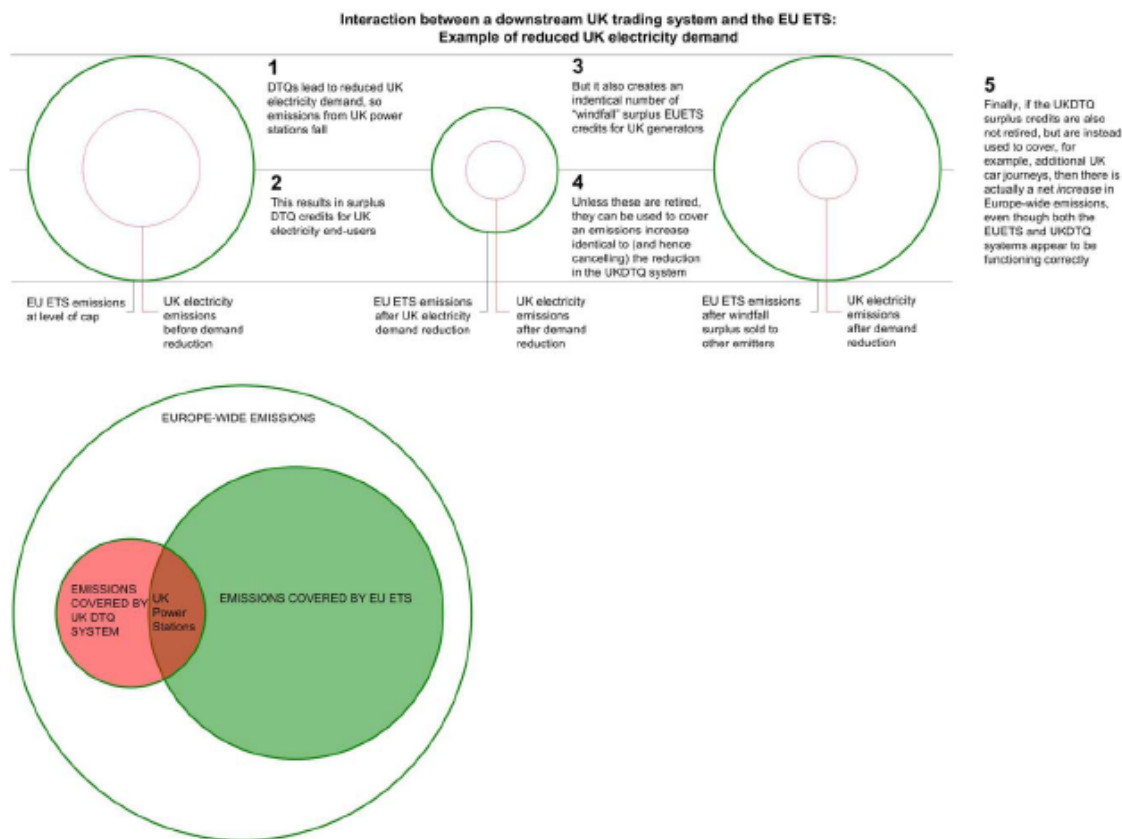 Interaction between a downstream UK trading system and the EU ETS:
Example of reduced UK electricity demand
1
DTQs lead to reduced UK
electricity demand, so
emissions from UK power
stations fall
2
This results in surplus
DTQ credits for UK
electricity end-users
3
But it also creates an
indentical number of
"windfall" surplus EUETS
credits for UK generators
4
Unless these are retired,
they can be used to cover
an emissions increase
identical to (and hence
cancelling) the reduction
in the UKDTQ system
5
Finally, if the UKDTQ
surplus credits are also
not retired, but are instead
used to cover, for
example, additional UK
car journeys, then there is
actually a net increase in
Europe-wide emissions,
even though both the
EUETS and UKDTQ
systems appear to be
functioning correctly
EU ETS emissions
at level of cap
UK electricity
emissions
before demand
reduction
EU ETS emissions
after UK electricity
demand reduction
UK electricity
emissions
after demand
reduction
EU ETS emissions
after windfall
surplus sold to
other emitters
UK electricity
emissions
after demand
reduction
EUROPE-WIDE EMISSIONS
EMISSIONS
COVERED BY
UK DTQ
SYSTEM
UK
Power
Stations
EMISSIONS COVERED BY EU ETS